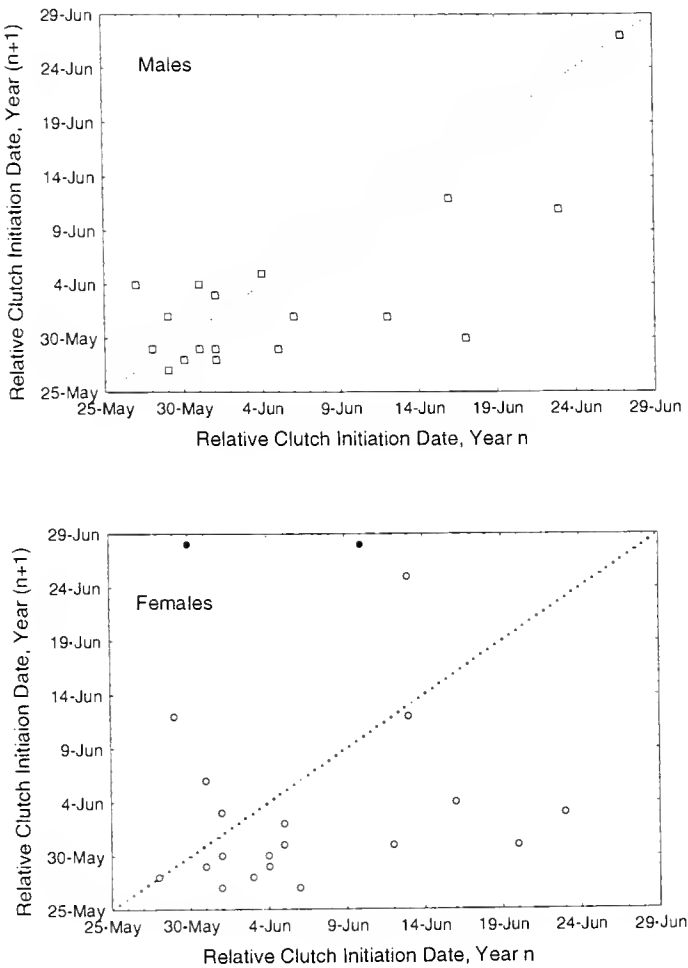 Relative Clutch Initiation Date, Year (n+1)
29-Jun
24-Jun
19-Jun
14-Jun
9-Jun
4-Jun
30-May
25-May
Males
25-May 30-May 4-Jun 9-Jun 14-Jun 19-Jun 24-Jun 29-Jun
Relative Clutch Initiation Date, Year n
Relative Clutch Initiaion Date, Year (n+1)
29-Jun
24-Jun
19-Jun
14-Jun
9-Jun
4-Jun
30-May
25-May
Females
25-May 30-May 4-Jun 9-Jun 14-Jun 19-Jun 24-Jun 29-Jun
Relative Clutch Initiation Date, Year n